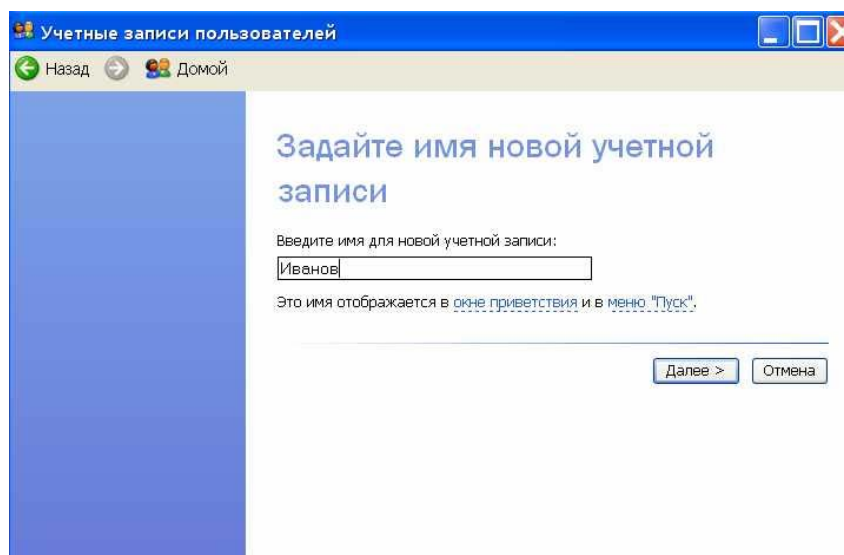 Учетные записи пользователей
Назад Домой
Задайте имя новой учетной
записи
Введите имя для новой учетной записи:
Иванов
Это имя отображается в окне приветствия и в меню "Пуск".
Далее > Отмена